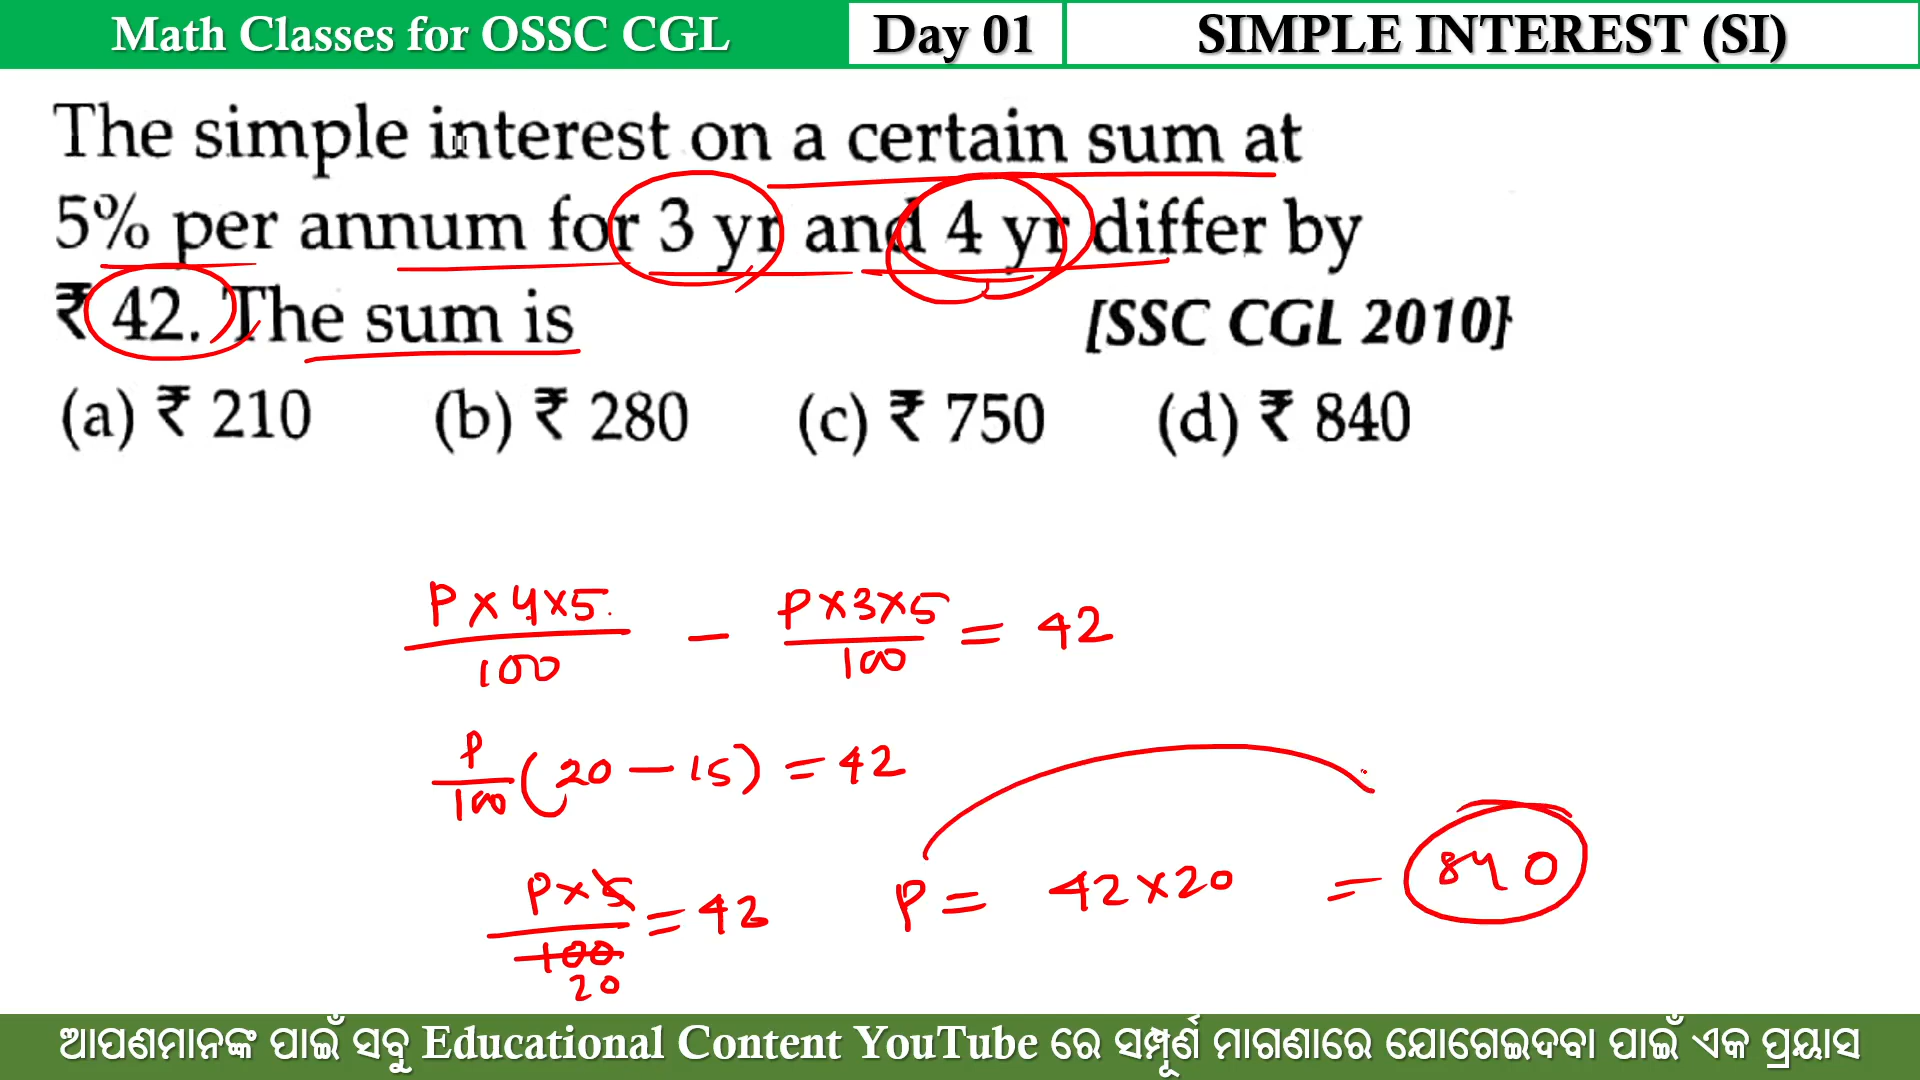 Math Classes for OSSC CGL Day 01 SIMPLE INTEREST (SI)
The simple interest on a certain sum at
5% per annum for 3 yr and 4 yr differ by
₹ 42. The sum is [SSC CGL 2010}
(a) ₹ 210 (b) ₹ 280 (c) ₹ 750 (d) ₹ 840
P × 4 × 5 / 100 − P × 3 × 5 / 100 = 42
P / 100 (20 − 15) = 42
P × 5 / 100 = 42 P = 42 × 20 = 840
20
ଆପଣମାନଙ୍କ ପାଇଁ ସବୁ Educational Content YouTube ରେ ସମ୍ପୂର୍ଣ ମାଗଣାରେ ଯୋଗେଇଦବା ପାଇଁ ଏକ ପ୍ରୟାସ